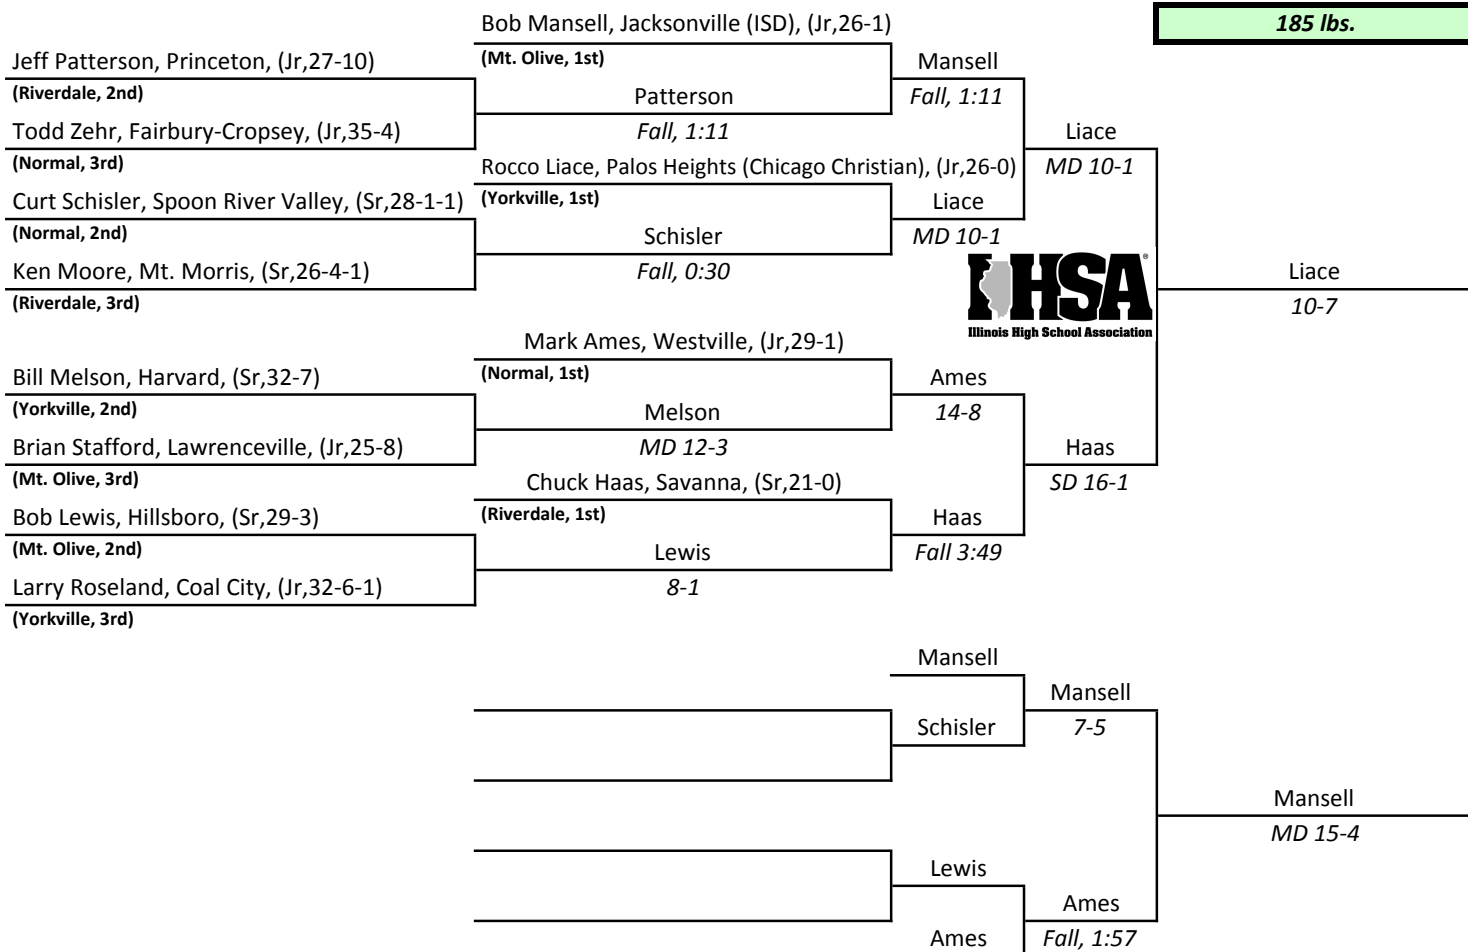 Bob Mansell, Jacksonville (ISD), (Jr,26-1)
185 lbs.
Jeff Patterson, Princeton, (Jr,27-10)
(Mt. Olive, 1st)
Mansell
(Riverdale, 2nd)
Patterson
Fall, 1:11
Todd Zehr, Fairbury-Cropsey, (Jr,35-4)
Fall, 1:11
Liace
(Normal, 3rd)
Rocco Liace, Palos Heights (Chicago Christian), (Jr,26-0)
MD 10-1
Curt Schisler, Spoon River Valley, (Sr,28-1-1)
(Yorkville, 1st)
Liace
(Normal, 2nd)
Schisler
MD 10-1
Ken Moore, Mt. Morris, (Sr,26-4-1)
Fall, 0:30
IHSA®
Illinois High School Association
Liace
(Riverdale, 3rd)
10-7
Mark Ames, Westville, (Jr,29-1)
Bill Melson, Harvard, (Sr,32-7)
(Normal, 1st)
Ames
(Yorkville, 2nd)
Melson
14-8
Brian Stafford, Lawrenceville, (Jr,25-8)
MD 12-3
Haas
(Mt. Olive, 3rd)
Chuck Haas, Savanna, (Sr,21-0)
SD 16-1
Bob Lewis, Hillsboro, (Sr,29-3)
(Riverdale, 1st)
Haas
(Mt. Olive, 2nd)
Lewis
Fall 3:49
Larry Roseland, Coal City, (Jr,32-6-1)
8-1
(Yorkville, 3rd)
Mansell
Mansell
Schisler
7-5
Mansell
MD 15-4
Lewis
Ames
Ames
Fall, 1:57